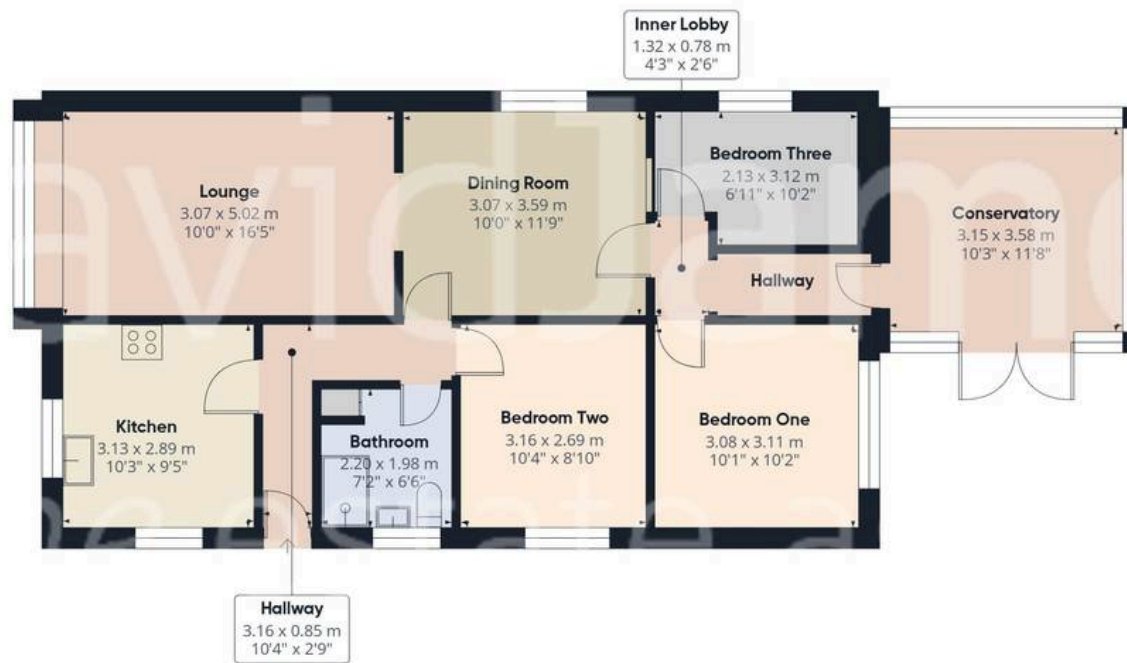 Inner Lobby
1.32 x 0.78 m
4'3" x 2'6"
Lounge
3.07 x 5.02 m
10'0" x 16'5"
Dining Room
3.07 x 3.59 m
10'0" x 11'9"
Bedroom Three
2.13 x 3.12 m
6'11" x 10'2"
Conservatory
3.15 x 3.58 m
10'3" x 11'8"
Hallway
Kitchen
3.13 x 2.89 m
10'3" x 9'5"
Bathroom
2.20 x 1.98 m
7'2" x 6'6"
Bedroom Two
3.16 x 2.69 m
10'4" x 8'10"
Bedroom One
3.08 x 3.11 m
10'1" x 10'2"
Hallway
3.16 x 0.85 m
10'4" x 2'9"